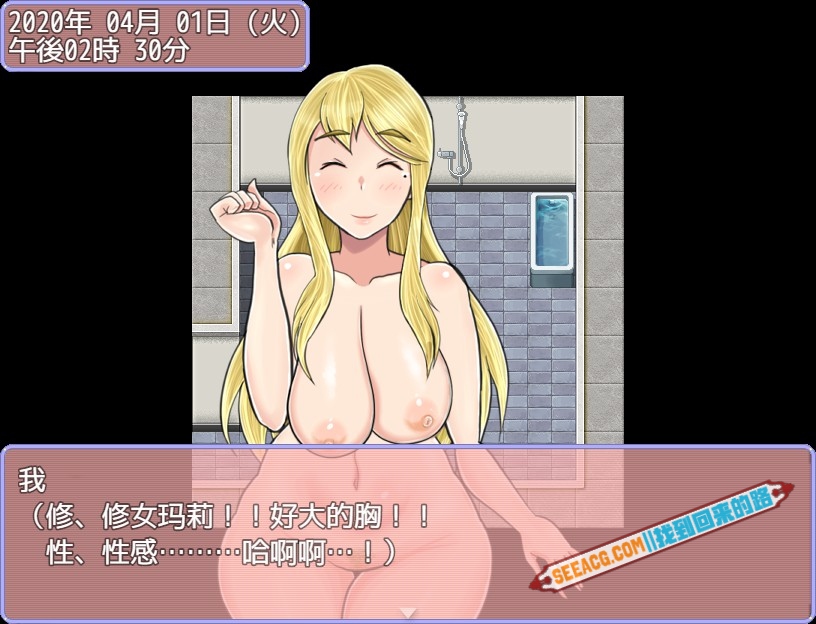 2020年 04月 01日 (火)
午後02時 30分
我
（修、修女玛莉！！好大的胸！！
性、性感………哈啊啊…！）
SEEACG.COM||找到回来的路